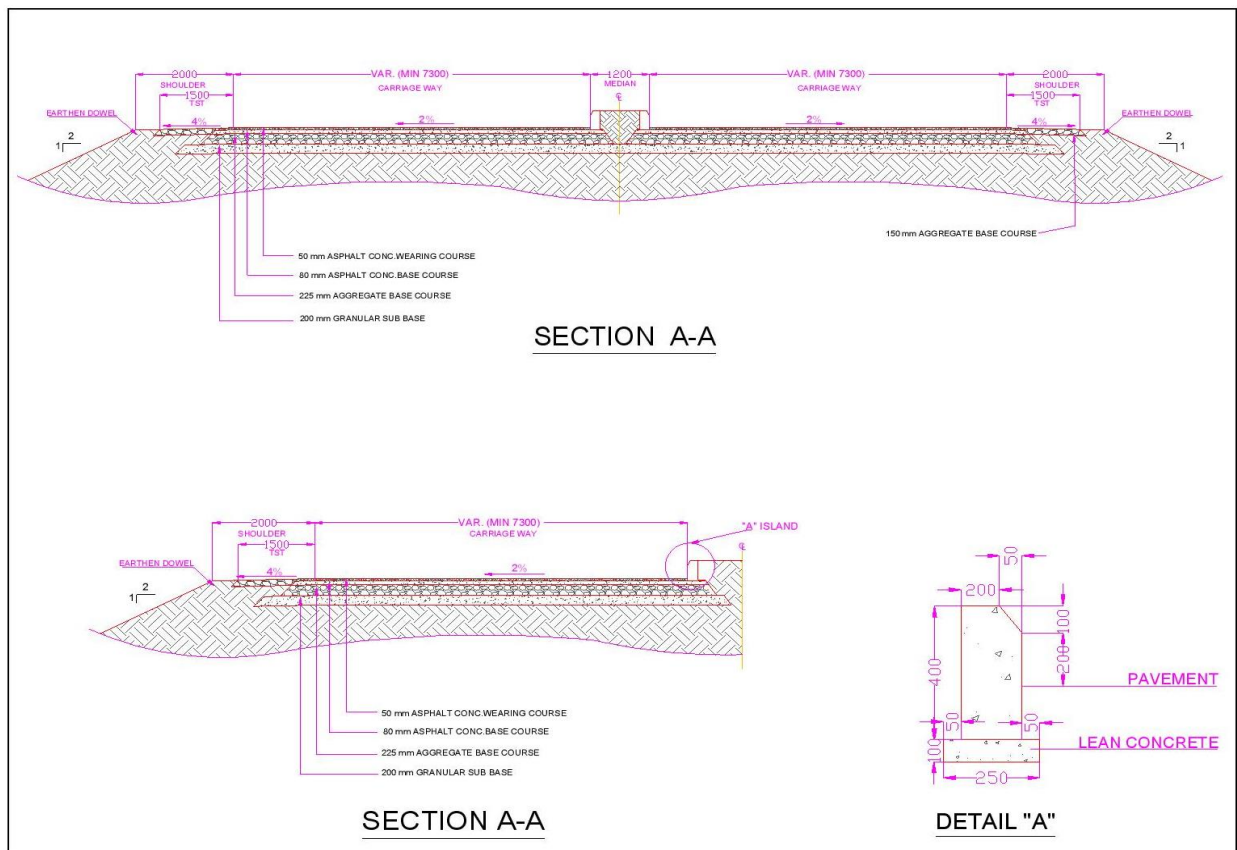 2000
SHOULDER
1500
TST
4%
EARTHEN DOWEL
2
1
VAR. (MIN 7300)
CARRIAGE WAY
2%
1200
MEDIAN
℄
VAR. (MIN 7300)
CARRIAGE WAY
2%
2000
SHOULDER
1500
TST
4%
EARTHEN DOWEL
2
1
150 mm AGGREGATE BASE COURSE
50 mm ASPHALT CONC.WEARING COURSE
80 mm ASPHALT CONC.BASE COURSE
225 mm AGGREGATE BASE COURSE
200 mm GRANULAR SUB BASE
SECTION A-A
2000
SHOULDER
1500
TST
4%
EARTHEN DOWEL
2
1
VAR. (MIN 7300)
CARRIAGE WAY
2%
"A" ISLAND
℄
50 mm ASPHALT CONC.WEARING COURSE
80 mm ASPHALT CONC.BASE COURSE
225 mm AGGREGATE BASE COURSE
200 mm GRANULAR SUB BASE
SECTION A-A
50
200
100
200
400
50
50
100
250
PAVEMENT
LEAN CONCRETE
DETAIL "A"